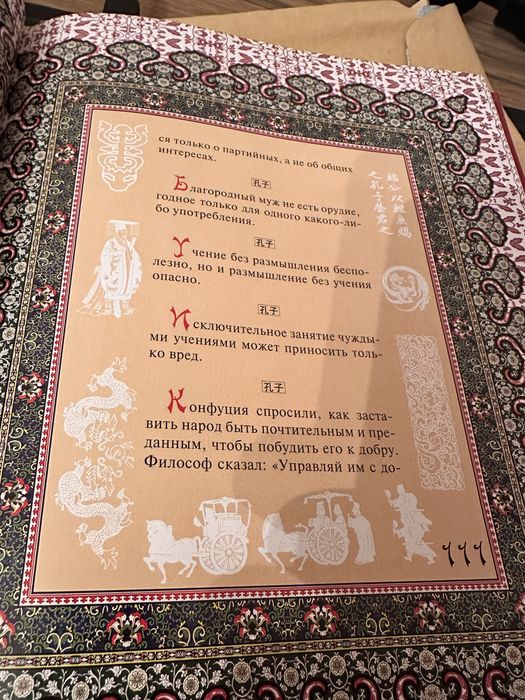 ся только о партийных, а не об общих
интересах.
孔子
Благородный муж не есть орудие,
годное только для одного какого-ли-
бо употребления.
孔子
Учение без размышления беспо-
лезно, но и размышление без учения
опасно.
孔子
Исключительное занятие чужды-
ми учениями может приносить толь-
ко вред.
孔子
Конфуция спросили, как заста-
вить народ быть почтительным и пре-
данным, чтобы побудить его к добру.
Философ сказал: «Управляй им с до-
111